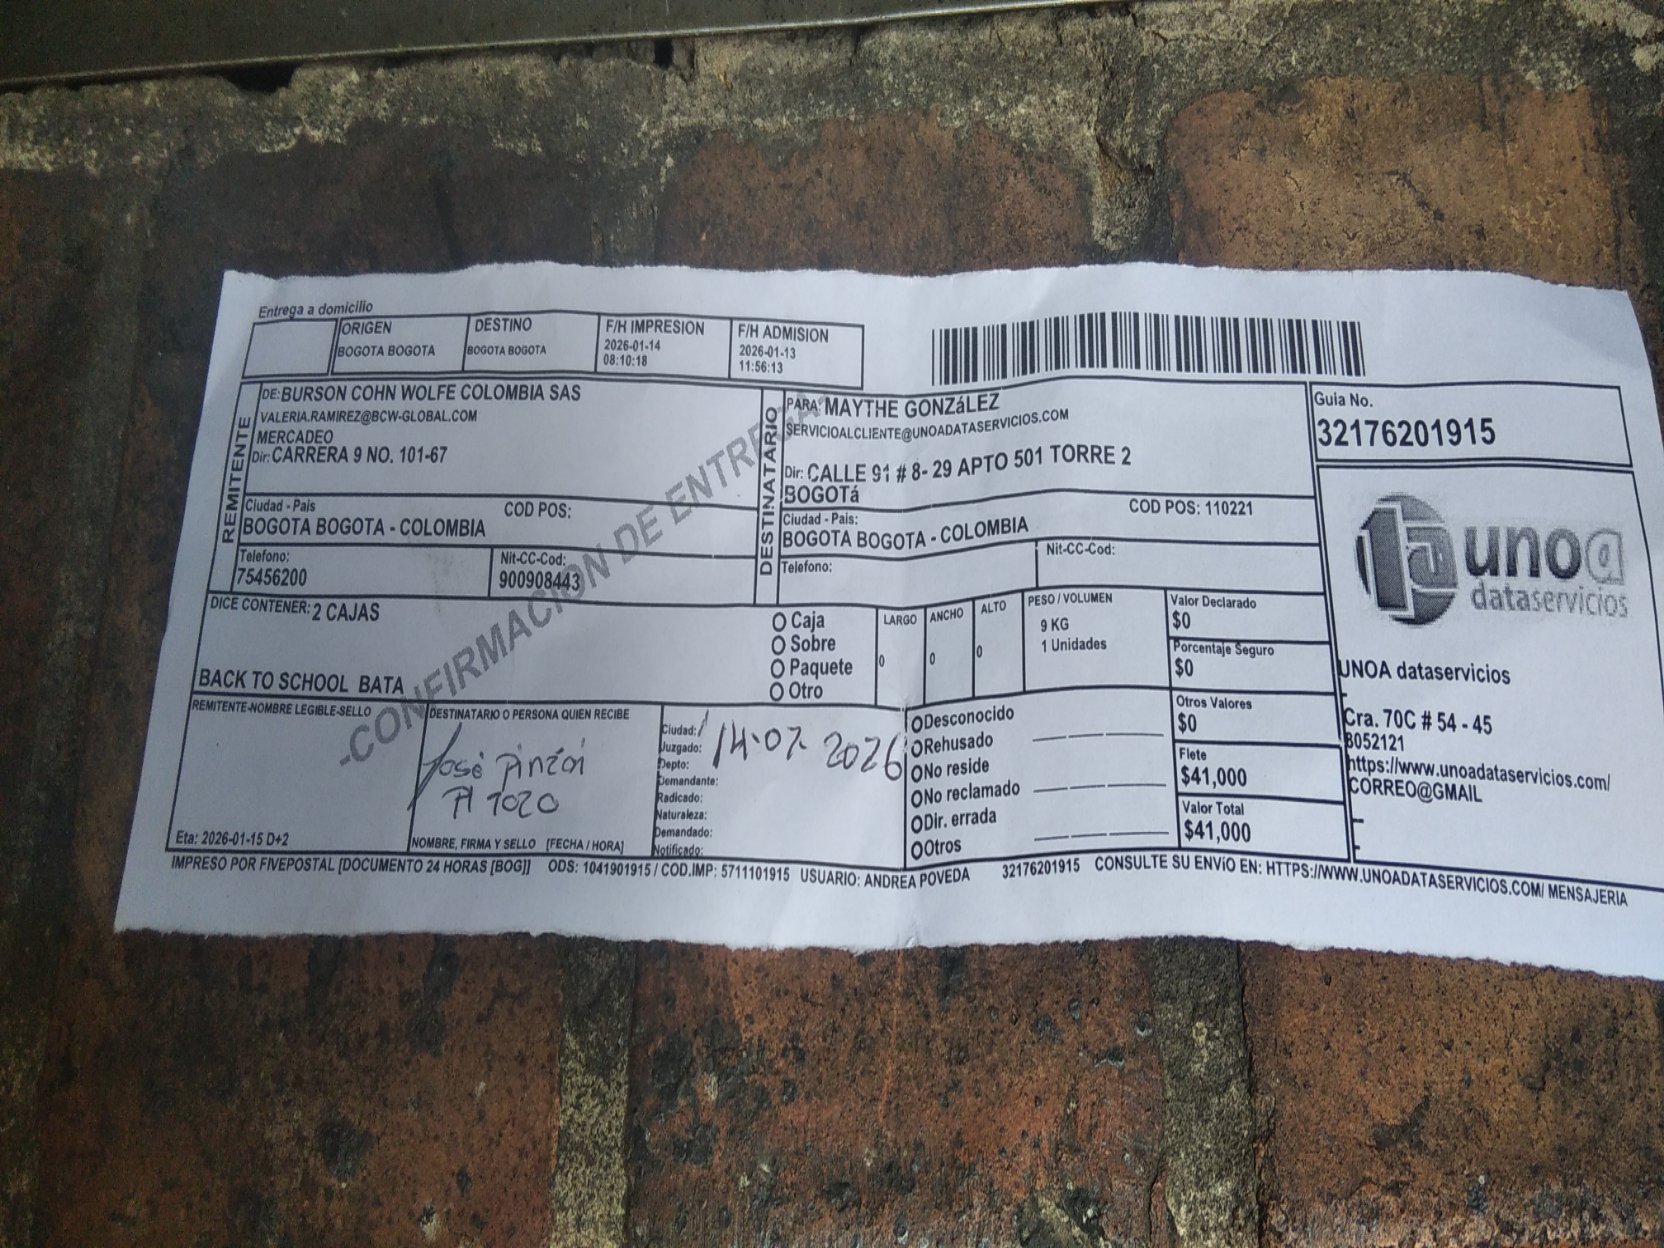 Entrega a domicilio
ORIGEN
BOGOTA BOGOTA
DESTINO
BOGOTA BOGOTA
F/H IMPRESION
2026-01-14
08:10:18
F/H ADMISION
2026-01-13
11:56:13
REMITENTE
DE: BURSON COHN WOLFE COLOMBIA SAS
VALERIA.RAMIREZ@BCW-GLOBAL.COM
MERCADEO
Dir: CARRERA 9 NO. 101-67
Ciudad - Pais
COD POS:
BOGOTA BOGOTA - COLOMBIA
Telefono:
75456200
Nit-CC-Cod:
900908443
DESTINATARIO
PARA: MAYTHE GONZáLEZ
SERVICIOALCLIENTE@UNOADATASERVICIOS.COM
Dir: CALLE 91 # 8- 29 APTO 501 TORRE 2
BOGOTá
COD POS: 110221
Ciudad - Pais:
BOGOTA BOGOTA - COLOMBIA
Telefono:
Nit-CC-Cod:
Guia No.
32176201915
-CONFIRMACION DE ENTREGA-
DICE CONTENER: 2 CAJAS
BACK TO SCHOOL BATA
Caja
Sobre
Paquete
Otro
LARGO
0
ANCHO
0
ALTO
0
PESO / VOLUMEN
9 KG
1 Unidades
Valor Declarado
$0
Porcentaje Seguro
$0
Otros Valores
$0
Flete
$41,000
Valor Total
$41,000
unoa
dataservicios
UNOA dataservicios
-
Cra. 70C # 54 - 45
8052121
https://www.unoadataservicios.com/
CORREO@GMAIL
REMITENTE-NOMBRE LEGIBLE-SELLO
Eta: 2026-01-15 D+2
DESTINATARIO O PERSONA QUIEN RECIBE
José Pinzón
NOMBRE, FIRMA Y SELLO [FECHA / HORA]
Ciudad: /
Juzgado:
Depto:
Demandante:
Radicado:
Naturaleza:
Demandado:
Notificado:
14-07 2026
Desconocido
Rehusado
No reside
No reclamado
Dir. errada
Otros
IMPRESO POR FIVEPOSTAL [DOCUMENTO 24 HORAS [BOG]] ODS: 1041901915 / COD.IMP: 5711101915 USUARIO: ANDREA POVEDA 32176201915 CONSULTE SU ENVíO EN: HTTPS://WWW.UNOADATASERVICIOS.COM/ MENSAJERIA